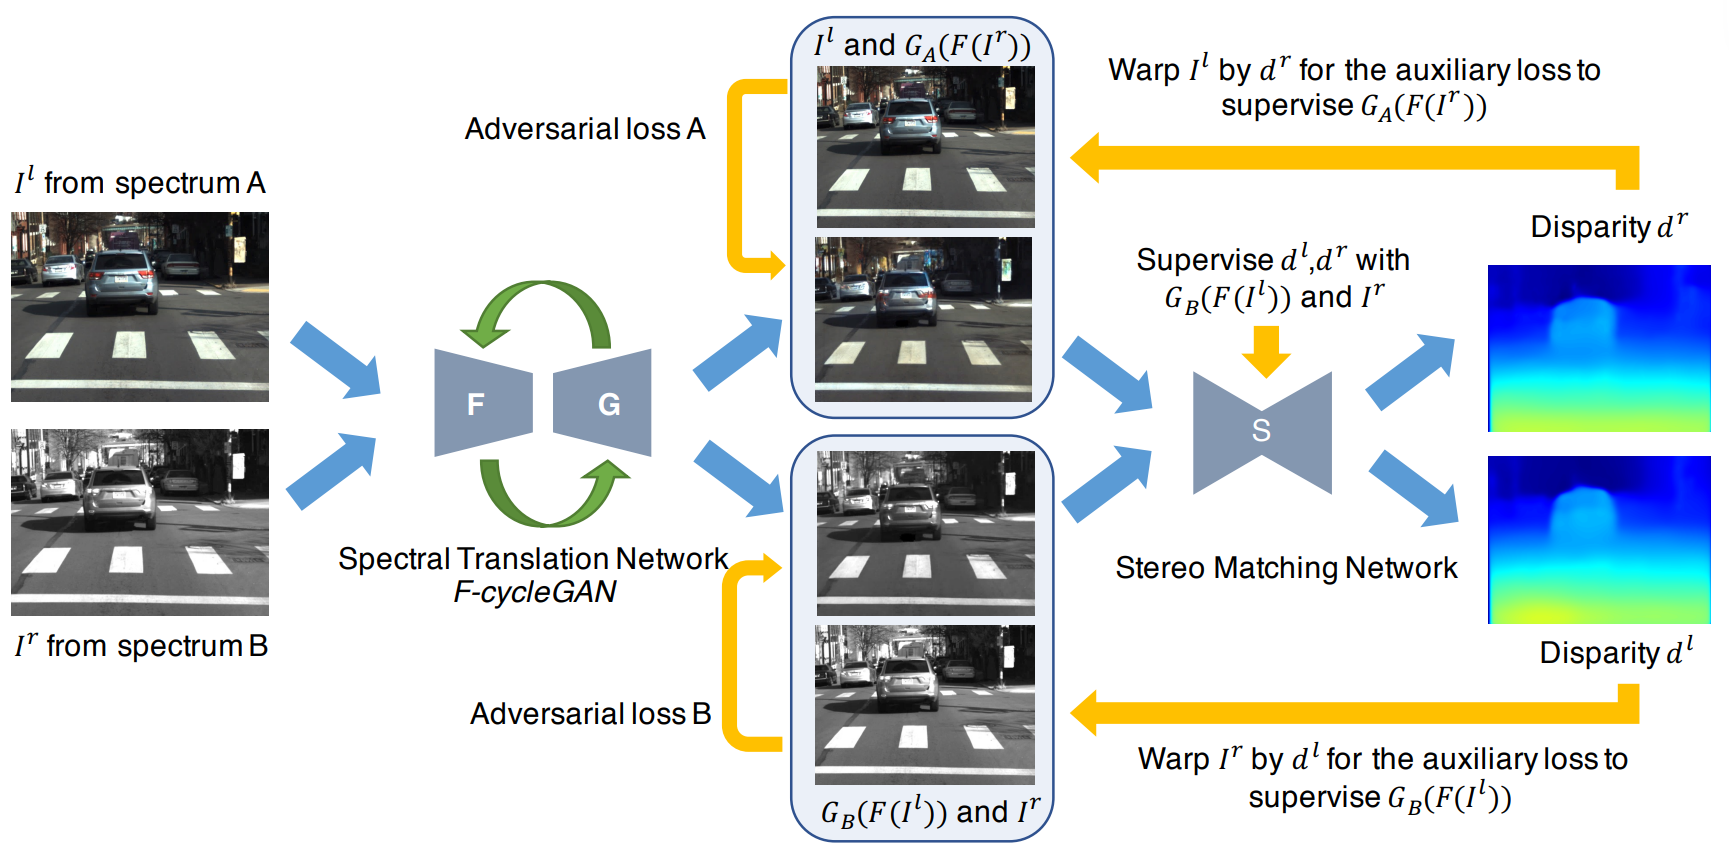 I^l and G_A(F(I^r))
Warp I^l by d^r for the auxiliary loss to
supervise G_A(F(I^r))
Adversarial loss A
I^l from spectrum A
Disparity d^r
Supervise d^l,d^r with
G_B(F(I^l)) and I^r
F
G
S
Spectral Translation Network
F-cycleGAN
Stereo Matching Network
I^r from spectrum B
Disparity d^l
Adversarial loss B
Warp I^r by d^l for the auxiliary loss to
supervise G_B(F(I^l))
G_B(F(I^l)) and I^r